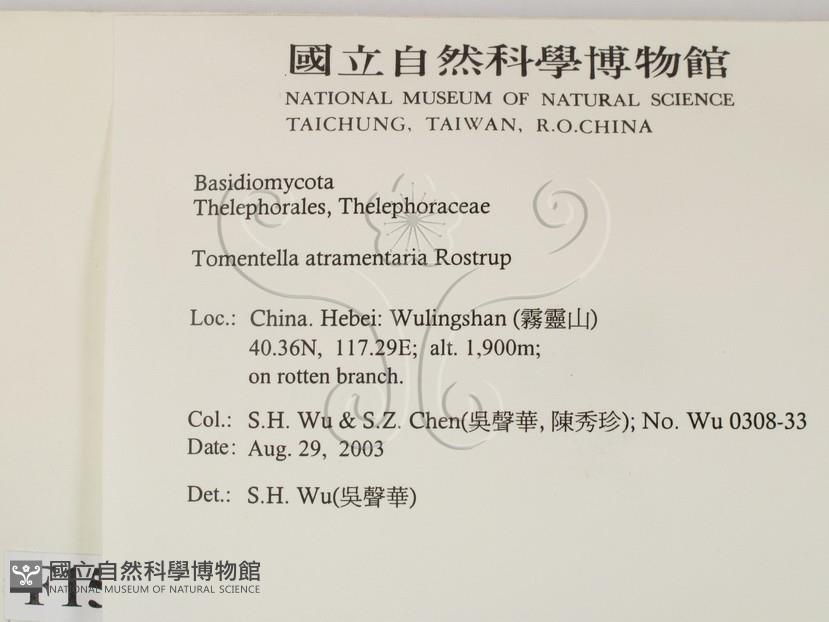 國立自然科學博物館
NATIONAL MUSEUM OF NATURAL SCIENCE
TAICHUNG, TAIWAN, R.O.CHINA
Basidiomycota
Thelephorales, Thelephoraceae
Tomentella atramentaria Rostrup
Loc.: China. Hebei: Wulingshan (霧靈山)
40.36N, 117.29E; alt. 1,900m;
on rotten branch.
Col.: S.H. Wu & S.Z. Chen(吳聲華, 陳秀珍); No. Wu 0308-33
Date: Aug. 29, 2003
Det.: S.H. Wu(吳聲華)
國立自然科學博物館
NATIONAL MUSEUM OF NATURAL SCIENCE